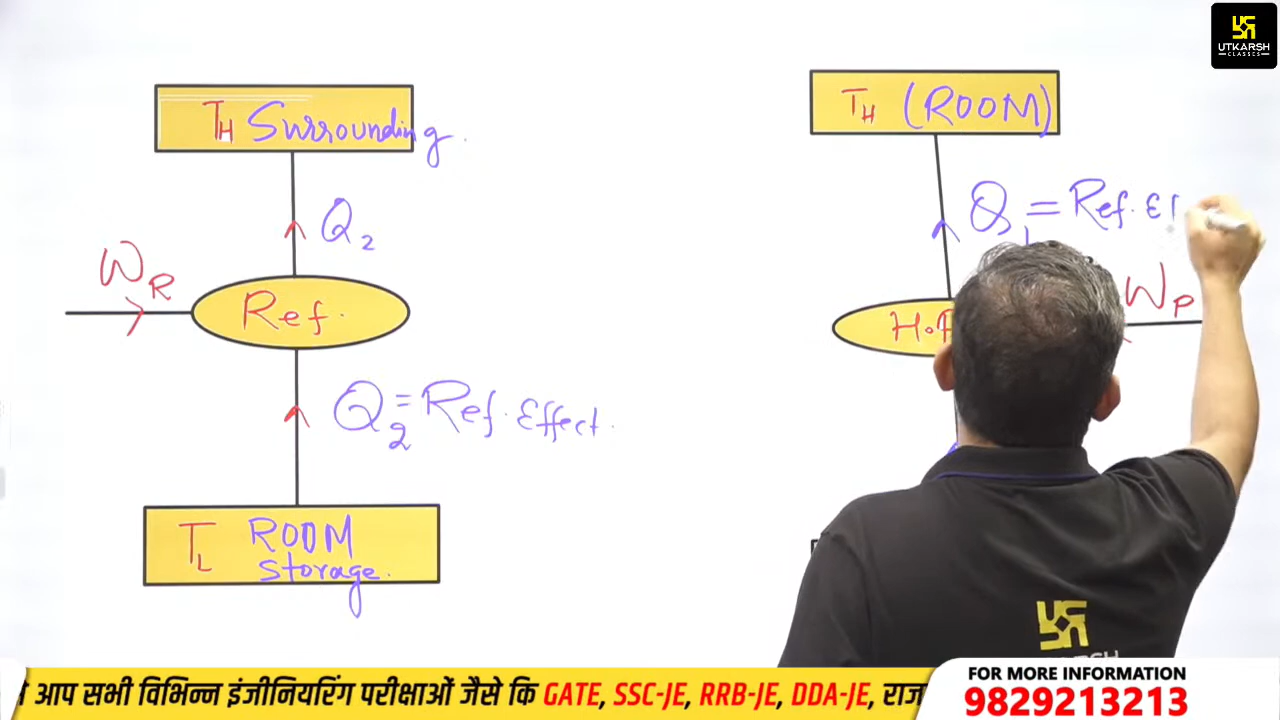 UTKARSH
CLASSES
TH Surrounding.
Q2
WR
Ref.
Q2 = Ref. Effect.
TL ROOM
Storage.
TH (ROOM)
Q1 = Ref. Ef
WP
H.P
आप सभी विभिन्न इंजीनियरिंग परीक्षाओं जैसे कि GATE, SSC-JE, RRB-JE, DDA-JE, राज
FOR MORE INFORMATION
9829213213